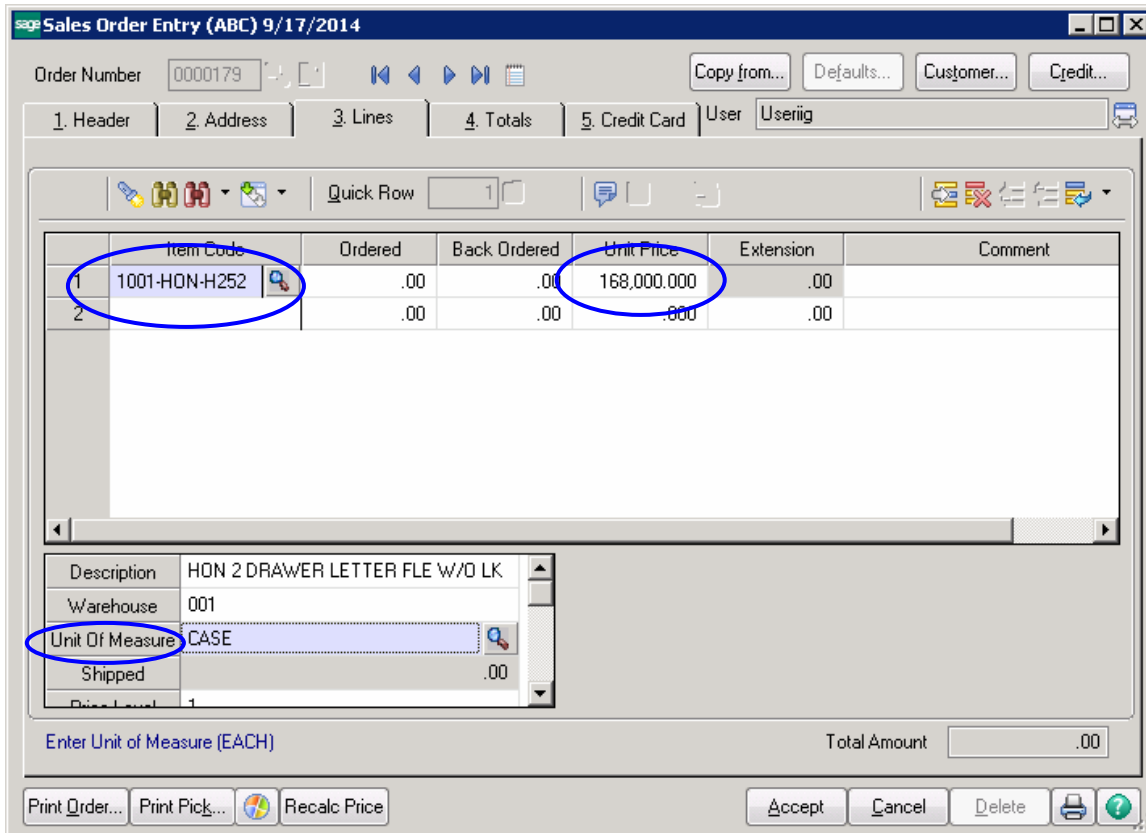 sage Sales Order Entry (ABC) 9/17/2014
Order Number 0000179 Copy from... Defaults... Customer... Credit...
1. Header 2. Address 3. Lines 4. Totals 5. Credit Card User Useriig
Quick Row 1
Item Code Ordered Back Ordered Unit Price Extension Comment
1 1001-HON-H252 .00 .00 168,000.000 .00
2 .00 .00 .000 .00
Description HON 2 DRAWER LETTER FLE W/O LK
Warehouse 001
Unit Of Measure CASE
Shipped .00
Price Level 1
Enter Unit of Measure (EACH) Total Amount .00
Print Order... Print Pick... Recalc Price Accept Cancel Delete